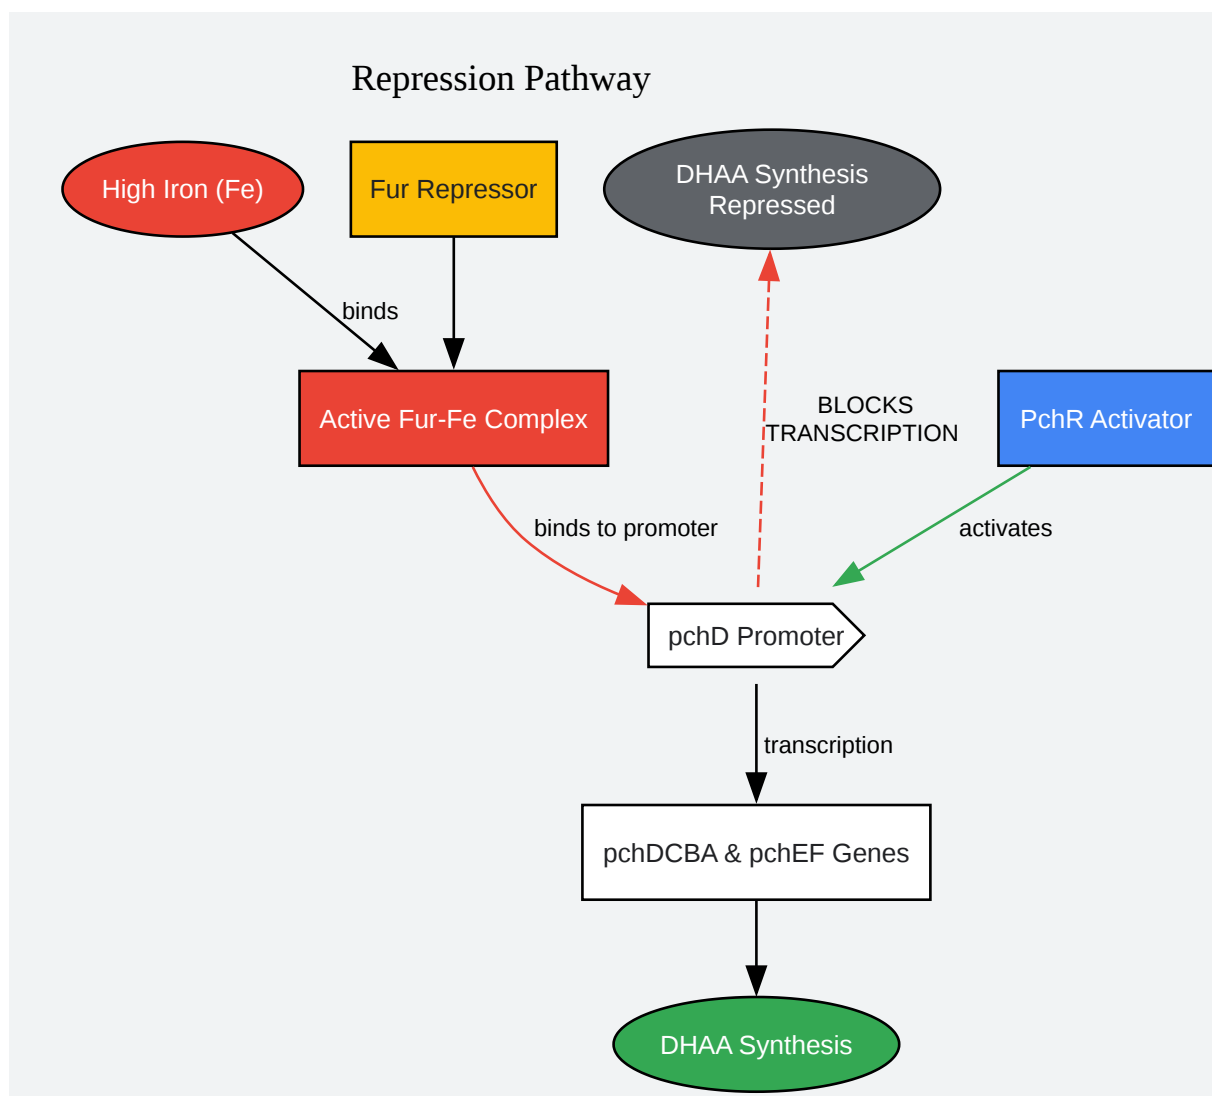 Repression Pathway
High Iron (Fe)
Fur Repressor
DHAA Synthesis
Repressed
binds
Active Fur-Fe Complex
BLOCKS
TRANSCRIPTION
PchR Activator
binds to promoter
activates
pchD Promoter
transcription
pchDCBA & pchEF Genes
DHAA Synthesis